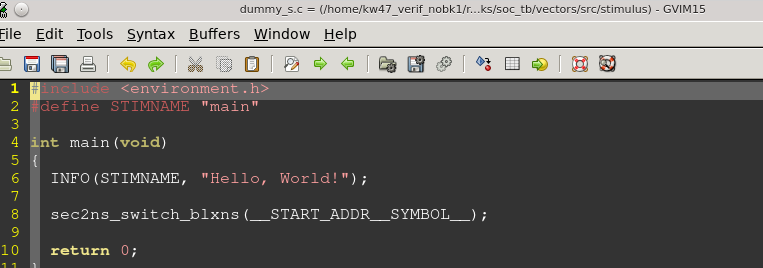 dummy_s.c = (/home/kw47_verif_nobk1/r...ks/soc_tb/vectors/src/stimulus) - GVIM15
File Edit Tools Syntax Buffers Window Help
1 #include <environment.h>
2 #define STIMNAME "main"
3
4 int main(void)
5 {
6 INFO(STIMNAME, "Hello, World!");
7
8 sec2ns_switch_blxns(__START_ADDR__SYMBOL__);
9
10 return 0;
11 }